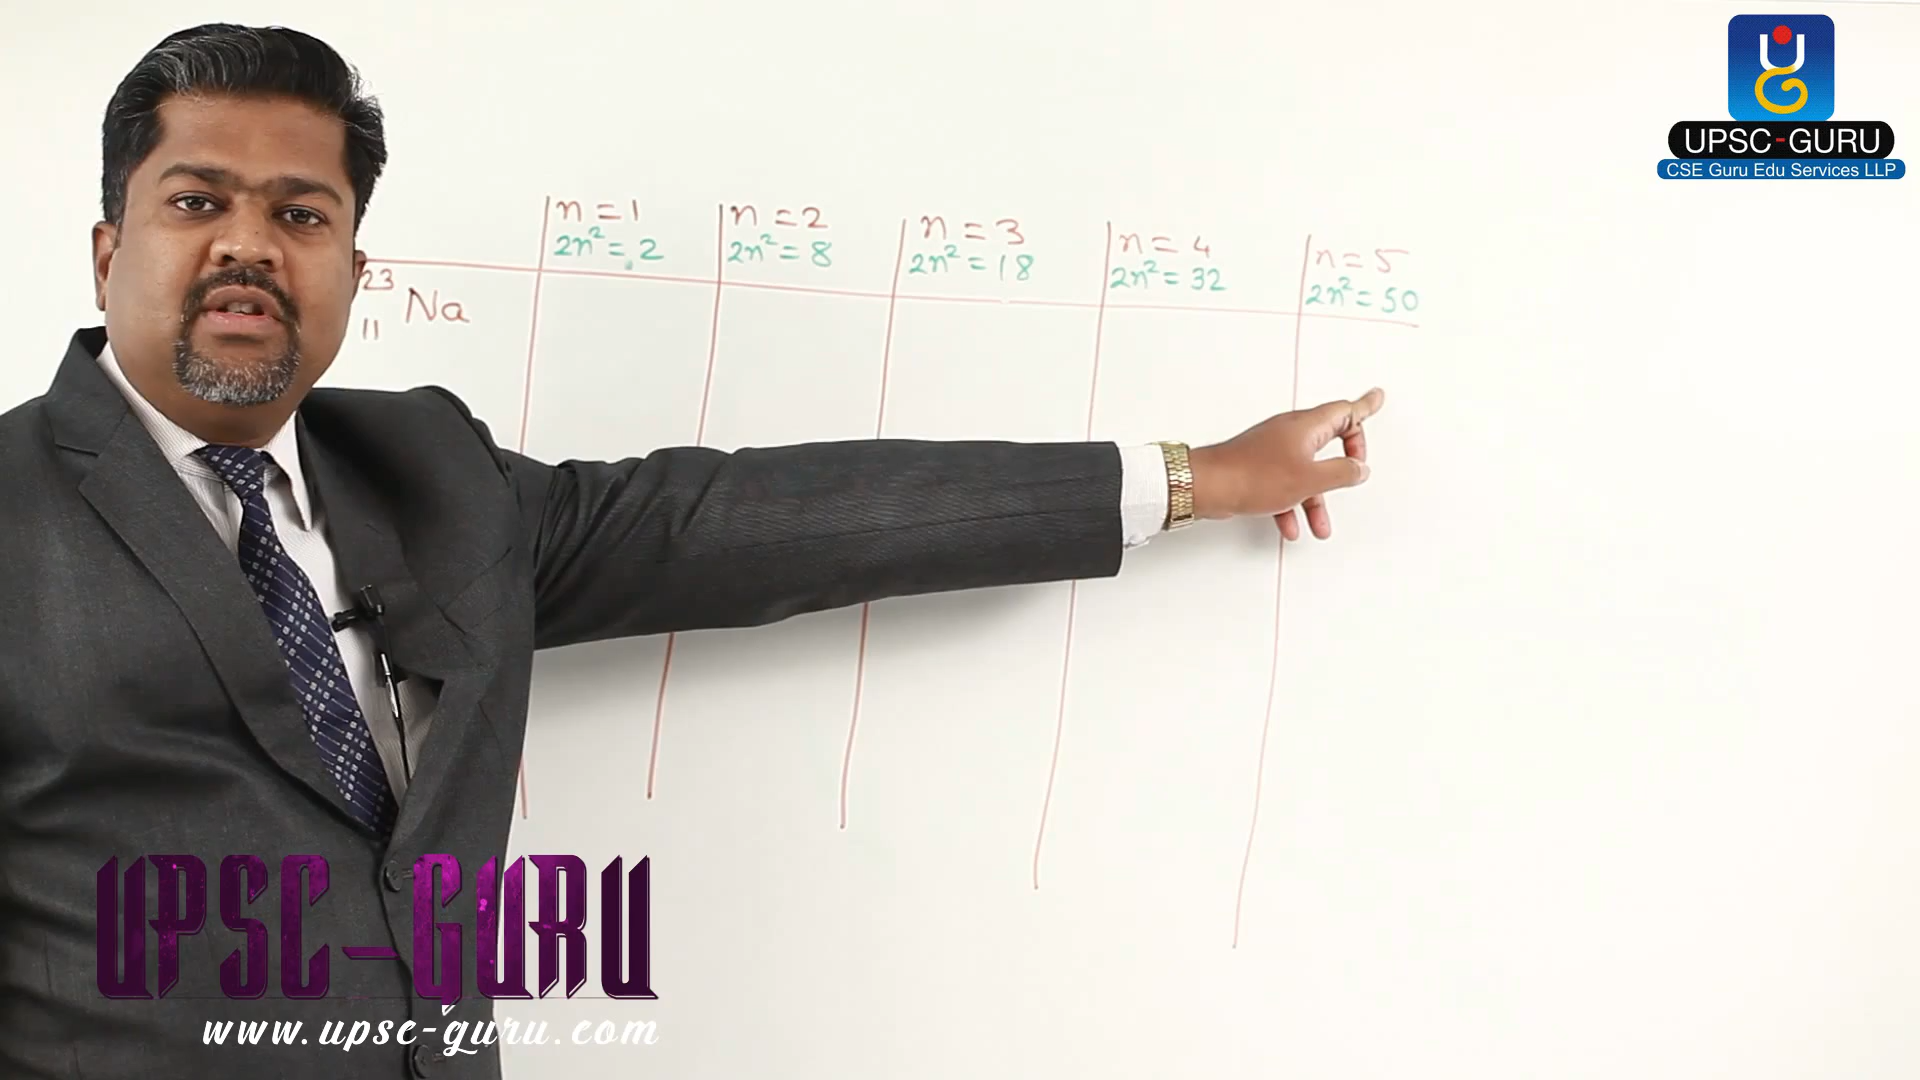 UPSC-GURU
CSE Guru Edu Services LLP
n = 1
2n² = 2
n = 2
2n² = 8
n = 3
2n² = 18
n = 4
2n² = 32
n = 5
2n² = 50
23
11
Na
UPSC-GURU
www.upsc-guru.com